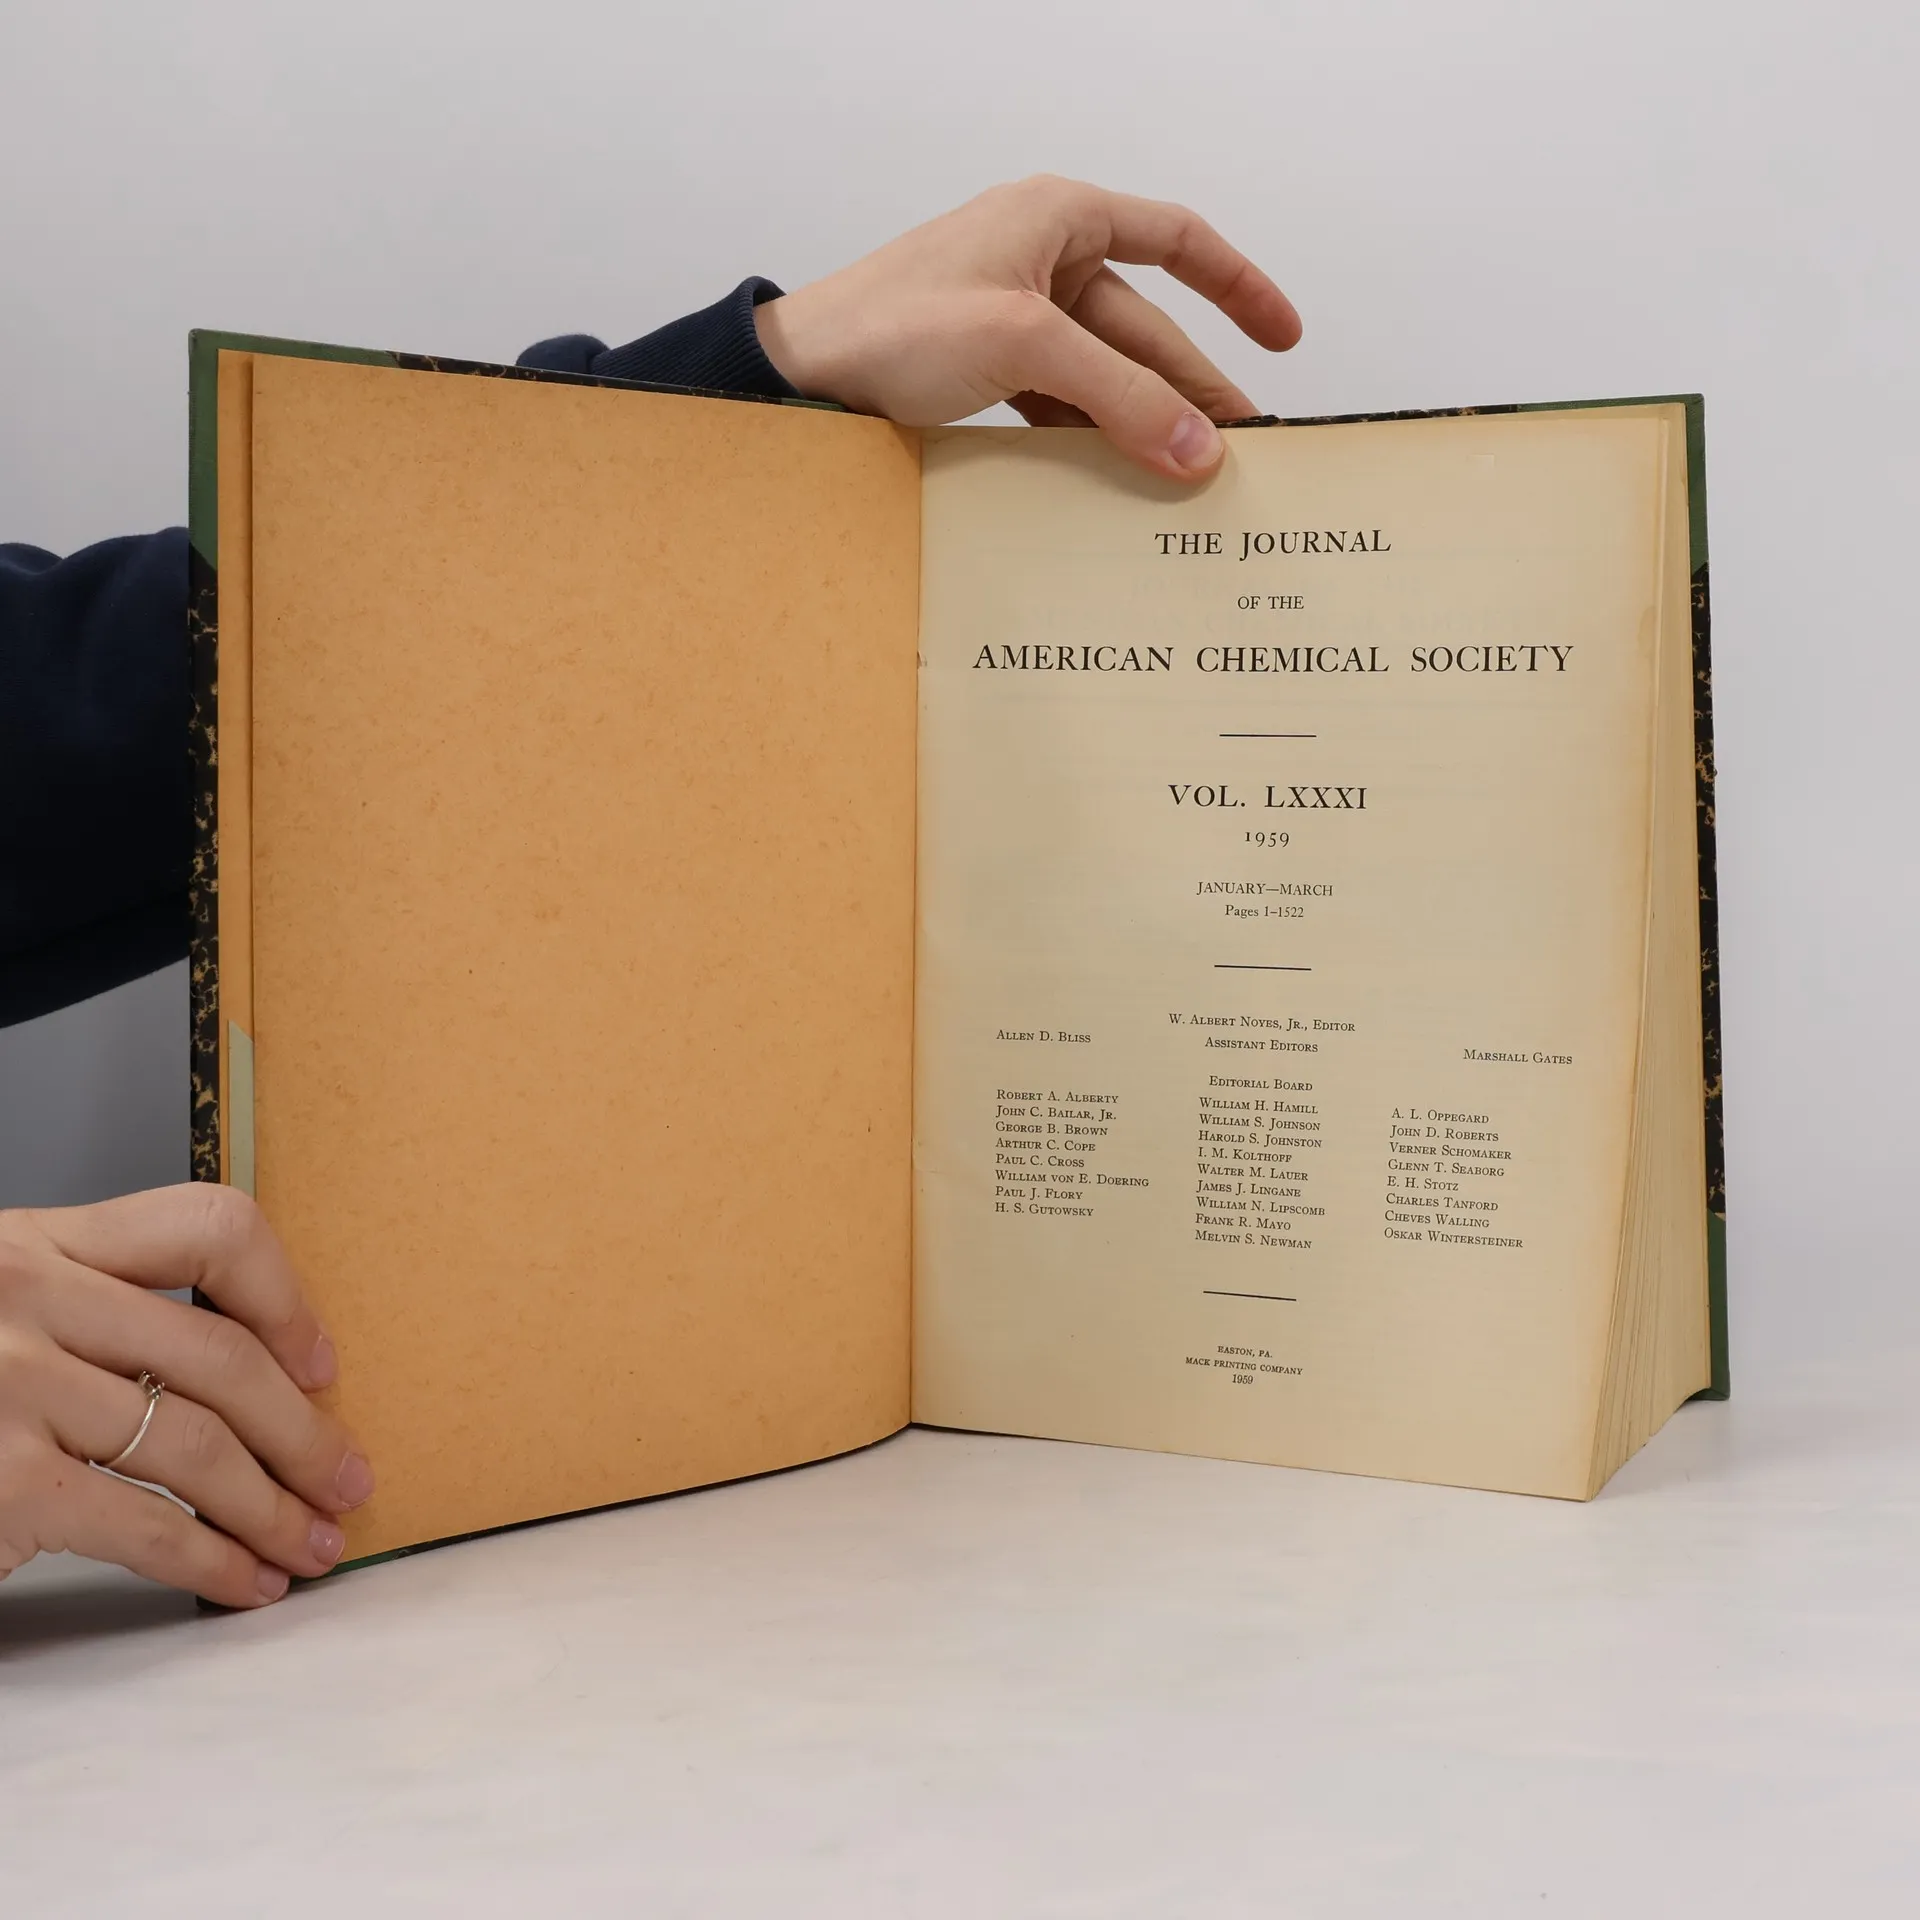 THE JOURNAL
OF THE
AMERICAN CHEMICAL SOCIETY
VOL. LXXXI
1959
JANUARY—MARCH
Pages 1–1522
W. ALBERT NOYES, JR., EDITOR
ASSISTANT EDITORS
ALLEN D. BLISS
MARSHALL GATES
EDITORIAL BOARD
ROBERT A. ALBERTY
JOHN C. BAILAR, JR.
GEORGE B. BROWN
ARTHUR C. COPE
PAUL C. CROSS
WILLIAM VON E. DOERING
PAUL J. FLORY
H. S. GUTOWSKY
WILLIAM H. HAMILL
WILLIAM S. JOHNSON
HAROLD S. JOHNSTON
I. M. KOLTHOFF
WALTER M. LAUER
JAMES J. LINGANE
WILLIAM N. LIPSCOMB
FRANK R. MAYO
MELVIN S. NEWMAN
A. L. OPPEGARD
JOHN D. ROBERTS
VERNER SCHOMAKER
GLENN T. SEABORG
E. H. STOTZ
CHARLES TANFORD
CHEVES WALLING
OSKAR WINTERSTEINER
EASTON, PA.
MACK PRINTING COMPANY
1959